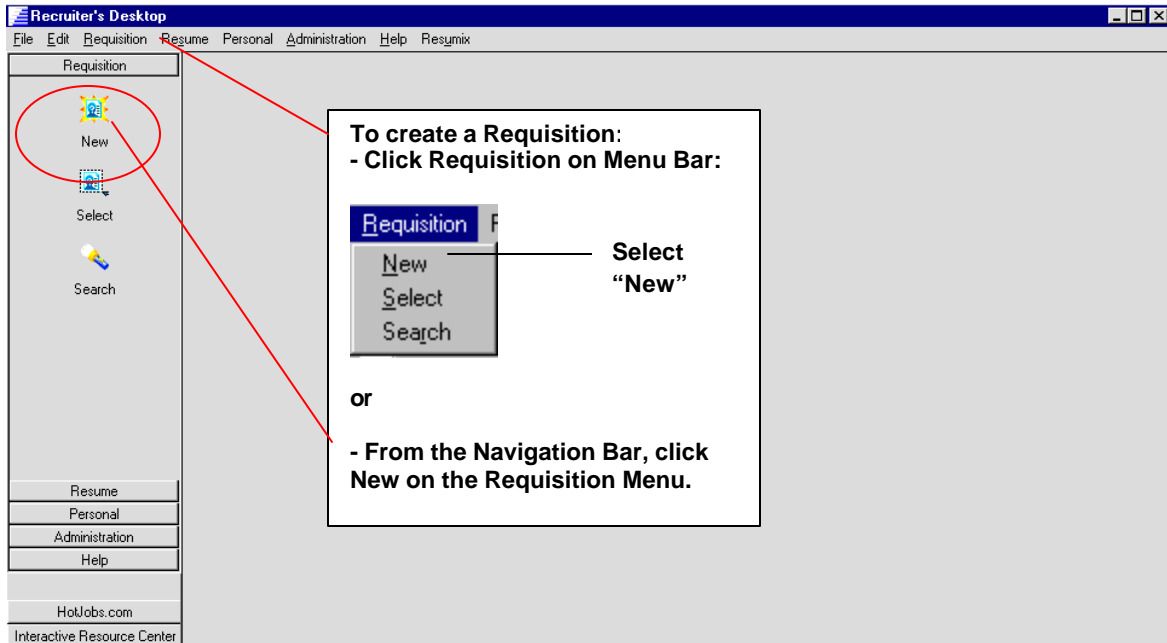 Recruiter's Desktop
File Edit Requisition Resume Personal Administration Help Resumix
Requisition
New
Select
Search
To create a Requisition:
- Click Requisition on Menu Bar:
Requisition
New
Select
Search
Select
“New”
or
- From the Navigation Bar, click
New on the Requisition Menu.
Resume
Personal
Administration
Help
HotJobs.com
Interactive Resource Center